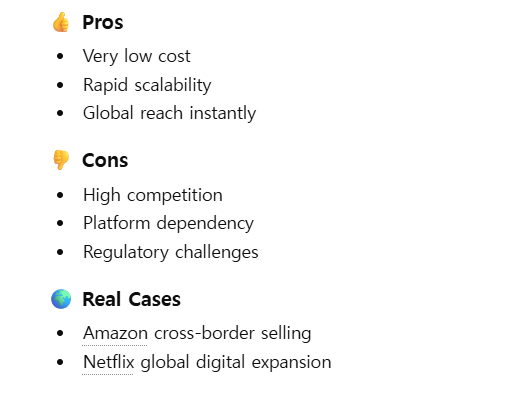 👍 Pros
• Very low cost
• Rapid scalability
• Global reach instantly
👎 Cons
• High competition
• Platform dependency
• Regulatory challenges
🌍 Real Cases
• Amazon cross-border selling
• Netflix global digital expansion